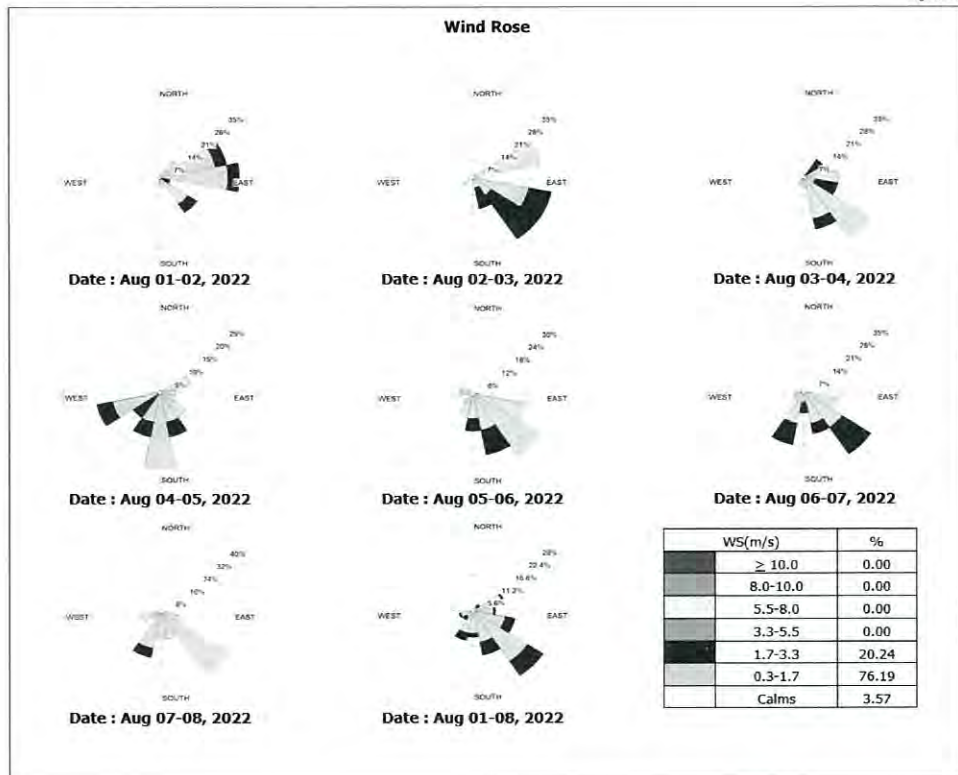 Wind Rose
NORTH
35%
28%
21%
14%
7%
WEST
EAST
SOUTH
Date : Aug 01-02, 2022
NORTH
35%
28%
21%
14%
7%
WEST
EAST
SOUTH
Date : Aug 02-03, 2022
NORTH
35%
28%
21%
14%
7%
WEST
EAST
SOUTH
Date : Aug 03-04, 2022
NORTH
25%
20%
15%
10%
5%
WEST
EAST
SOUTH
Date : Aug 04-05, 2022
NORTH
30%
24%
18%
12%
6%
WEST
EAST
SOUTH
Date : Aug 05-06, 2022
NORTH
35%
28%
21%
14%
7%
WEST
EAST
SOUTH
Date : Aug 06-07, 2022
NORTH
40%
32%
24%
16%
8%
WEST
EAST
SOUTH
Date : Aug 07-08, 2022
NORTH
28%
22.4%
16.8%
11.2%
5.6%
WEST
EAST
SOUTH
Date : Aug 01-08, 2022
WS(m/s) %
≥ 10.0 0.00
8.0-10.0 0.00
5.5-8.0 0.00
3.3-5.5 0.00
1.7-3.3 20.24
0.3-1.7 76.19
Calms 3.57